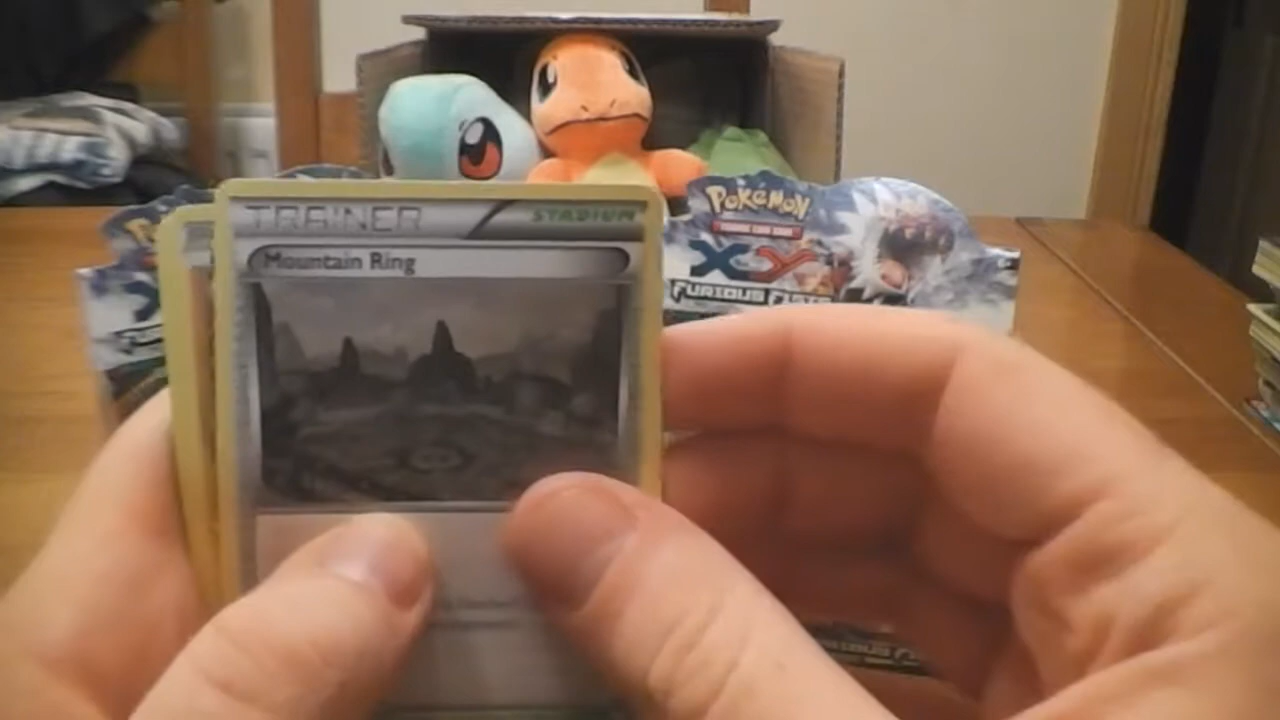 TRAINER
STADIUM
Mountain Ring
POKéMON
TRADING CARD GAME
XY
FURIOUS FISTS